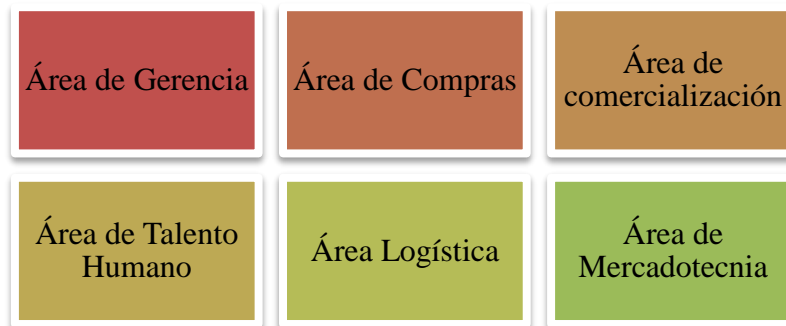 Área de Gerencia
Área de Compras
Área de
comercialización
Área de Talento
Humano
Área Logística
Área de
Mercadotecnia